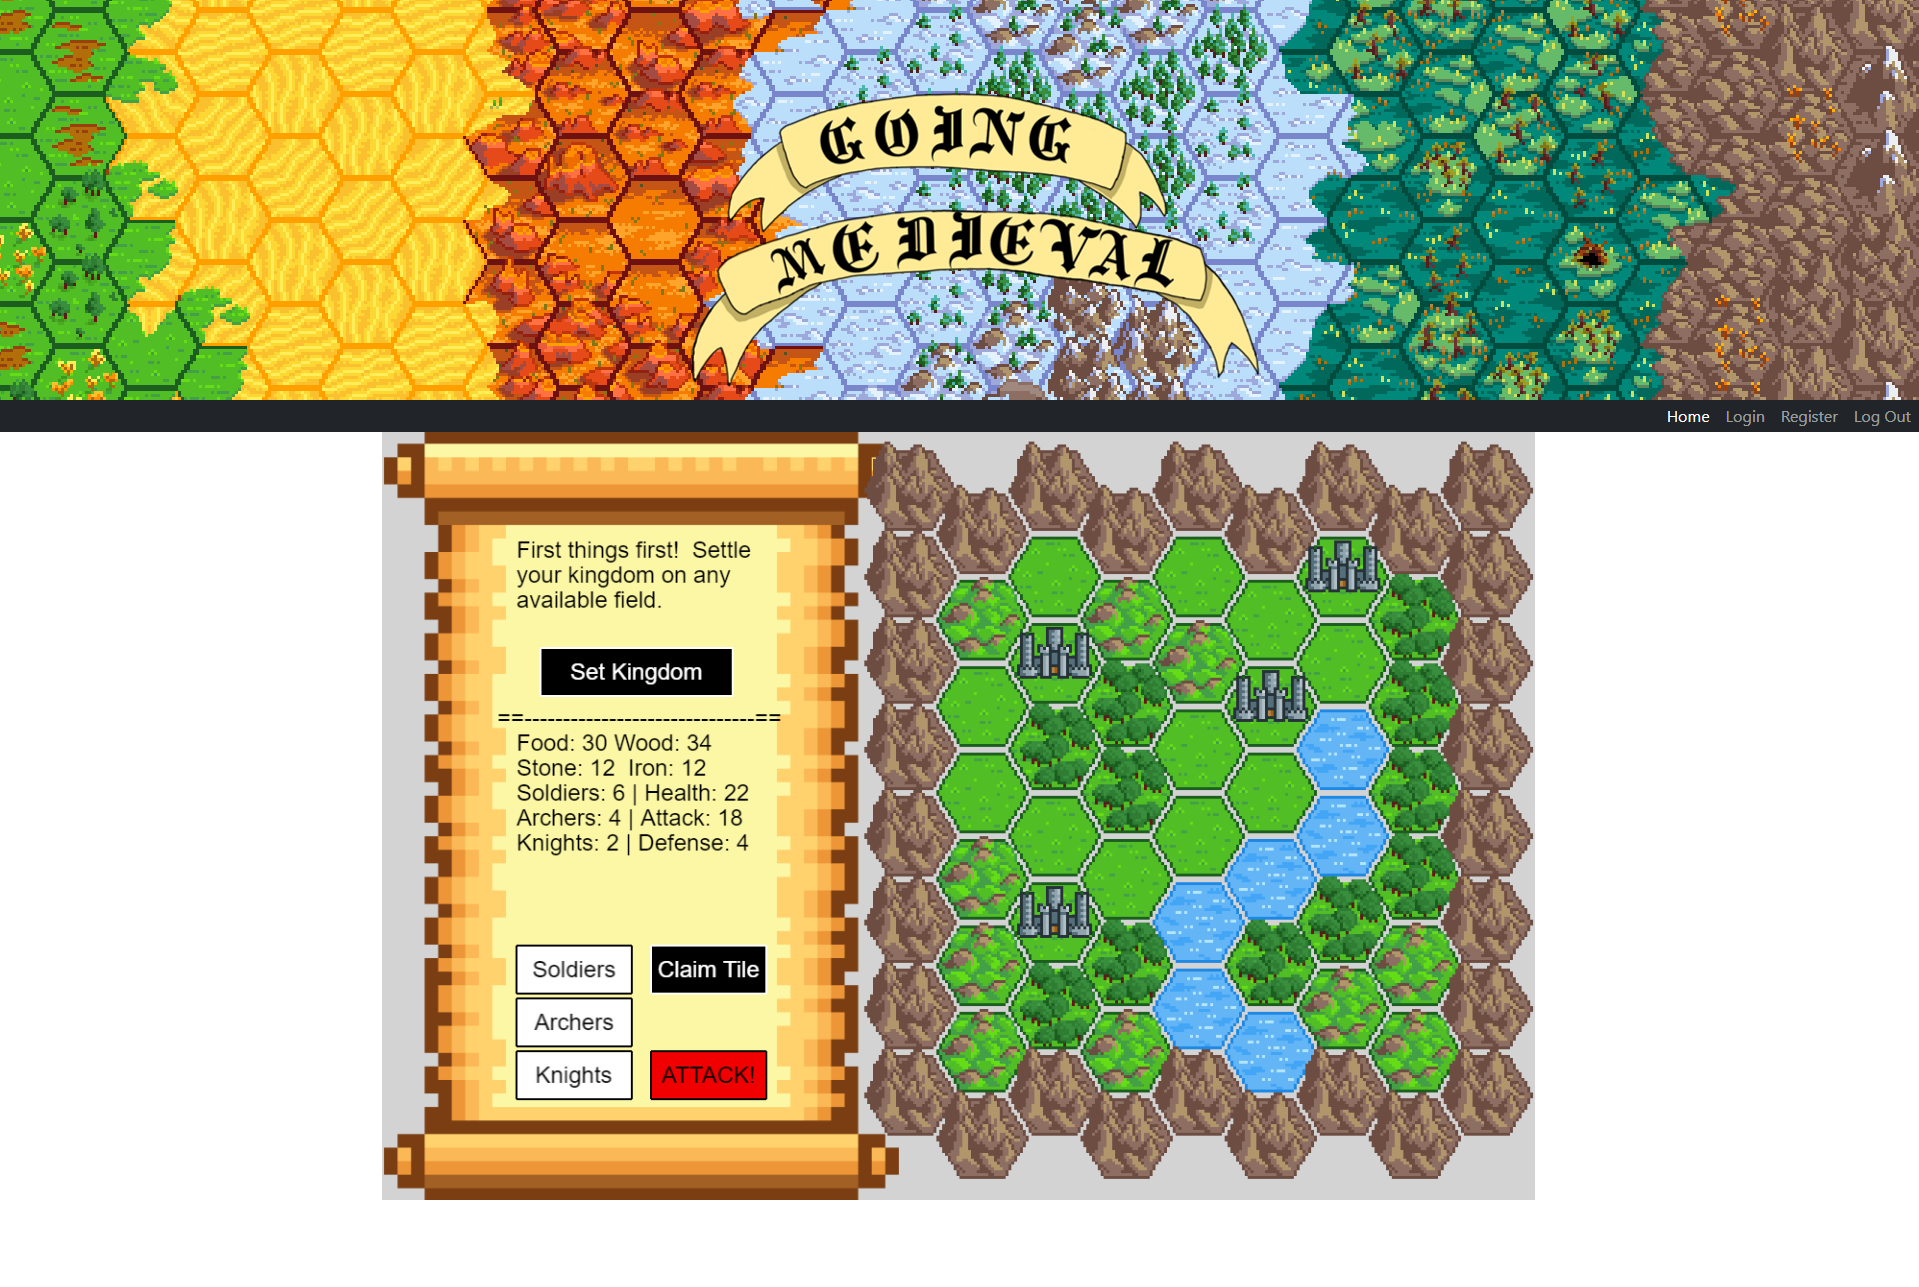 GOING
MEDIEVAL
Home Login Register Log Out
First things first!  Settle
your kingdom on any
available field.
Set Kingdom
==------------------------------==
Food: 30 Wood: 34
Stone: 12  Iron: 12
Soldiers: 6 | Health: 22
Archers: 4 | Attack: 18
Knights: 2 | Defense: 4
Soldiers Claim Tile
Archers
Knights ATTACK!